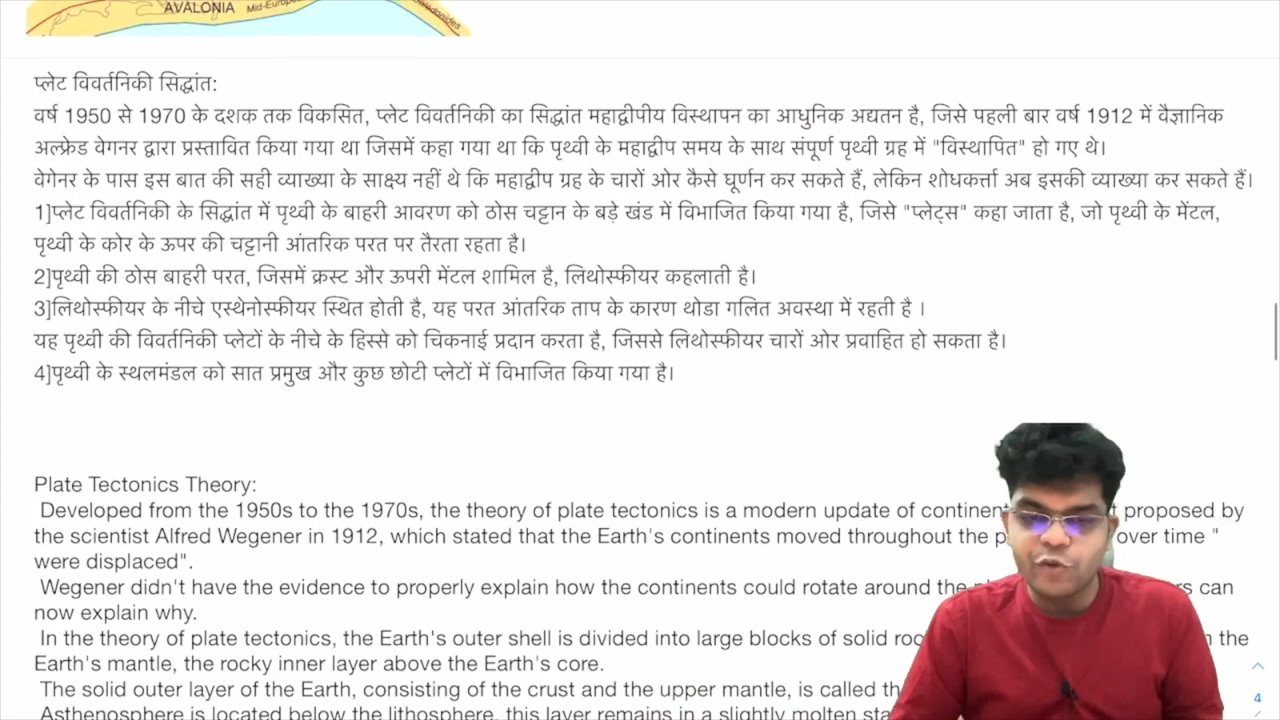 AVALONIA Mid-Europe
प्लेट विवर्तनिकी सिद्धांत:
वर्ष 1950 से 1970 के दशक तक विकसित, प्लेट विवर्तनिकी का सिद्धांत महाद्वीपीय विस्थापन का आधुनिक अद्यतन है, जिसे पहली बार वर्ष 1912 में वैज्ञानिक
अल्फ्रेड वेगनर द्वारा प्रस्तावित किया गया था जिसमें कहा गया था कि पृथ्वी के महाद्वीप समय के साथ संपूर्ण पृथ्वी ग्रह में "विस्थापित" हो गए थे।
वेगेनर के पास इस बात की सही व्याख्या के साक्ष्य नहीं थे कि महाद्वीप ग्रह के चारों ओर कैसे घूर्णन कर सकते हैं, लेकिन शोधकर्त्ता अब इसकी व्याख्या कर सकते हैं।
1]प्लेट विवर्तनिकी के सिद्धांत में पृथ्वी के बाहरी आवरण को ठोस चट्टान के बड़े खंड में विभाजित किया गया है, जिसे "प्लेट्स" कहा जाता है, जो पृथ्वी के मेंटल,
पृथ्वी के कोर के ऊपर की चट्टानी आंतरिक परत पर तैरता रहता है।
2]पृथ्वी की ठोस बाहरी परत, जिसमें क्रस्ट और ऊपरी मेंटल शामिल है, लिथोस्फीयर कहलाती है।
3]लिथोस्फीयर के नीचे एस्थेनोस्फीयर स्थित होती है, यह परत आंतरिक ताप के कारण थोडा गलित अवस्था में रहती है ।
यह पृथ्वी की विवर्तनिकी प्लेटों के नीचे के हिस्से को चिकनाई प्रदान करता है, जिससे लिथोस्फीयर चारों ओर प्रवाहित हो सकता है।
4]पृथ्वी के स्थलमंडल को सात प्रमुख और कुछ छोटी प्लेटों में विभाजित किया गया है।
Plate Tectonics Theory:
Developed from the 1950s to the 1970s, the theory of plate tectonics is a modern update of proposed by
the scientist Alfred Wegener in 1912, which stated that the Earth's continents moved throughout the over time "
were displaced".
Wegener didn't have the evidence to properly explain how the continents could rotate around the can
now explain why.
In the theory of plate tectonics, the Earth's outer shell is divided into large blocks of solid the
Earth's mantle, the rocky inner layer above the Earth's core.
The solid outer layer of the Earth, consisting of the crust and the upper mantle, is called
Asthenosphere is located below the lithosphere, this layer remains in a slightly molten
4